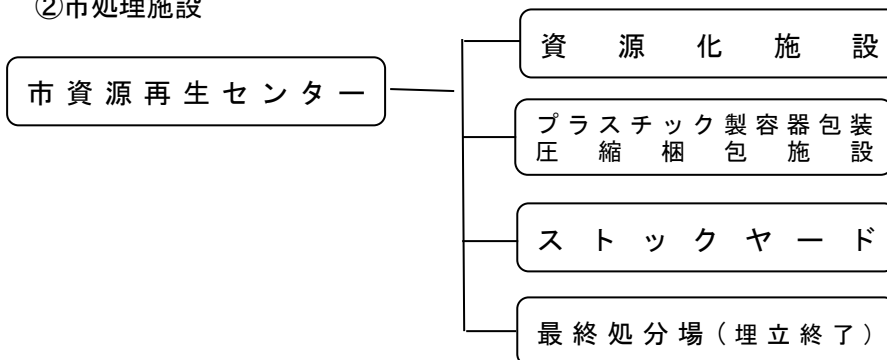 ②市処理施設
資源化施設
市資源再生センター
プラスチック製容器包装
圧縮梱包施設
ストックヤード
最終処分場（埋立終了）